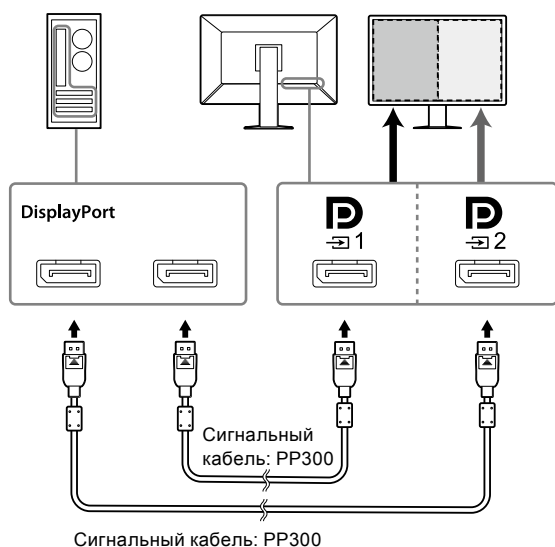 DisplayPort
1
2
Сигнальный
кабель: PP300
Сигнальный кабель: PP300